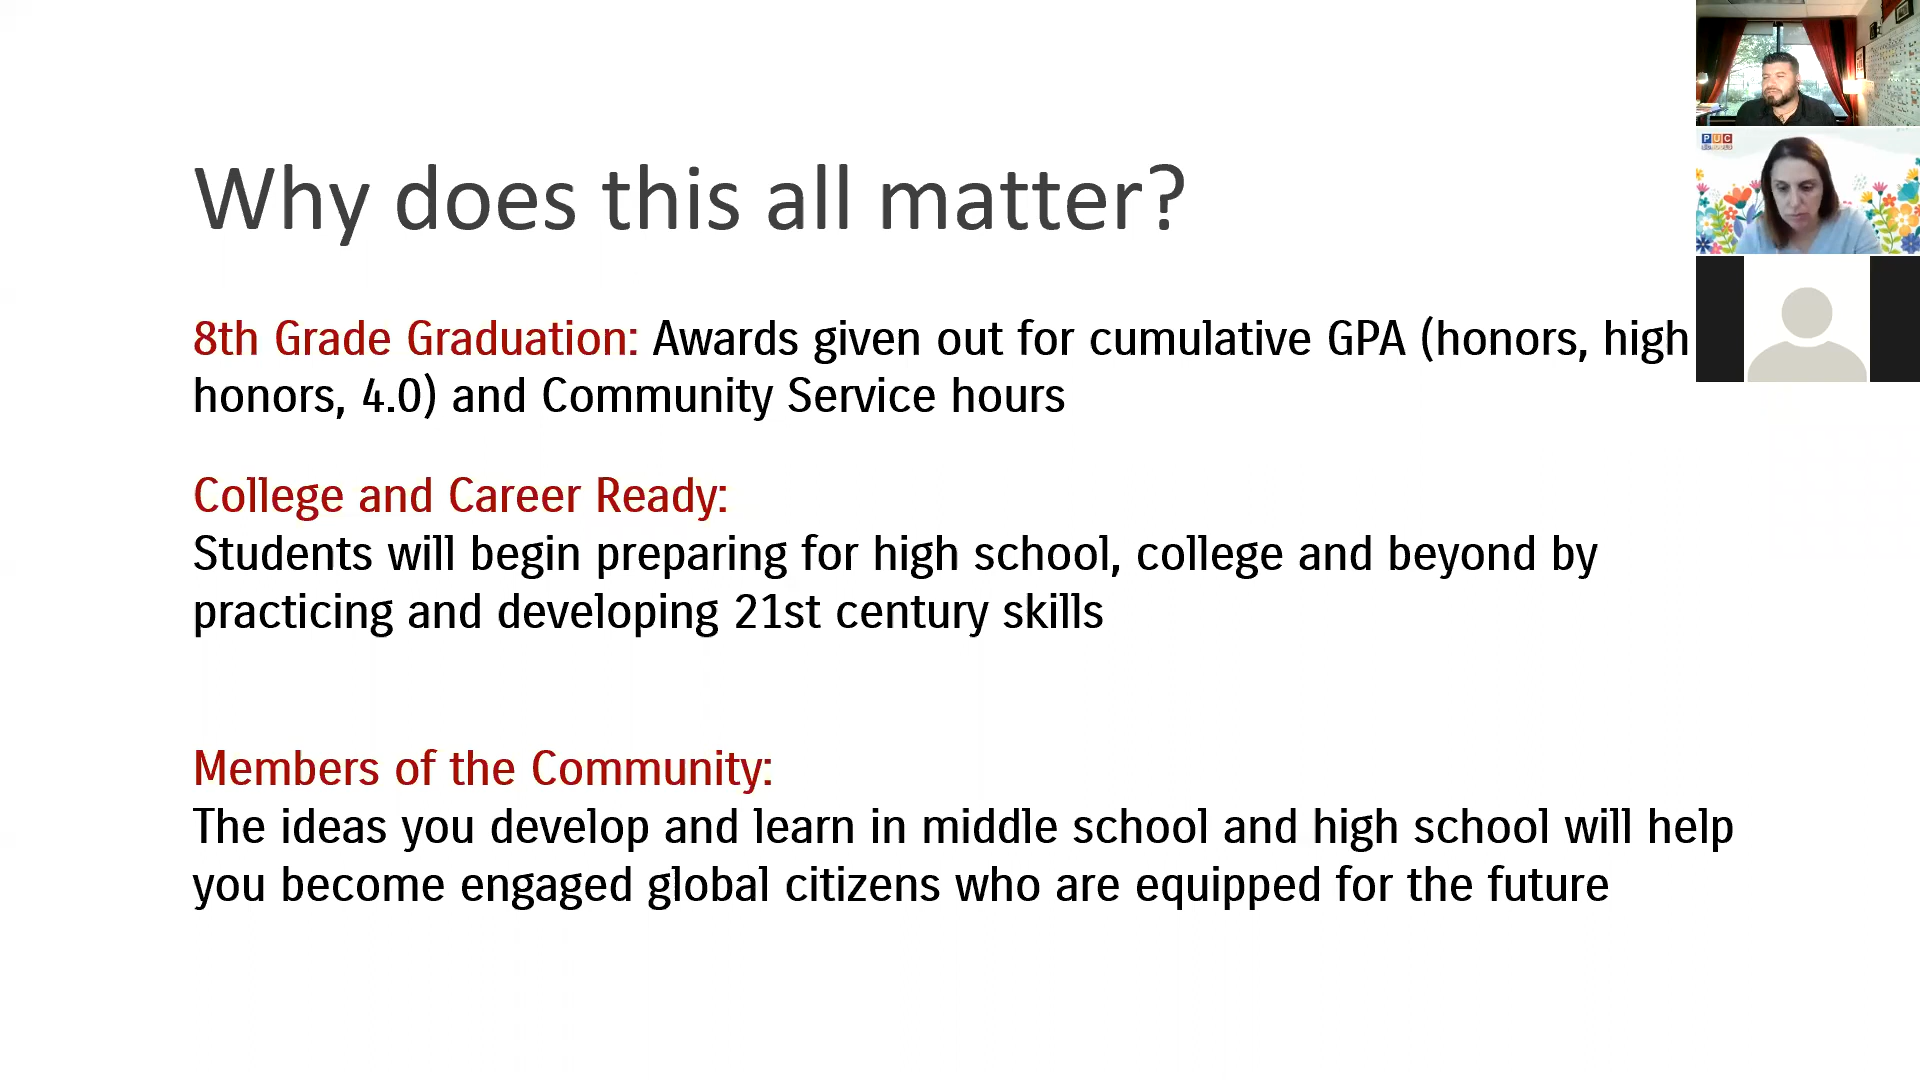 Why does this all matter?
8th Grade Graduation: Awards given out for cumulative GPA (honors, high
honors, 4.0) and Community Service hours
College and Career Ready:
Students will begin preparing for high school, college and beyond by
practicing and developing 21st century skills
Members of the Community:
The ideas you develop and learn in middle school and high school will help
you become engaged global citizens who are equipped for the future
PUC